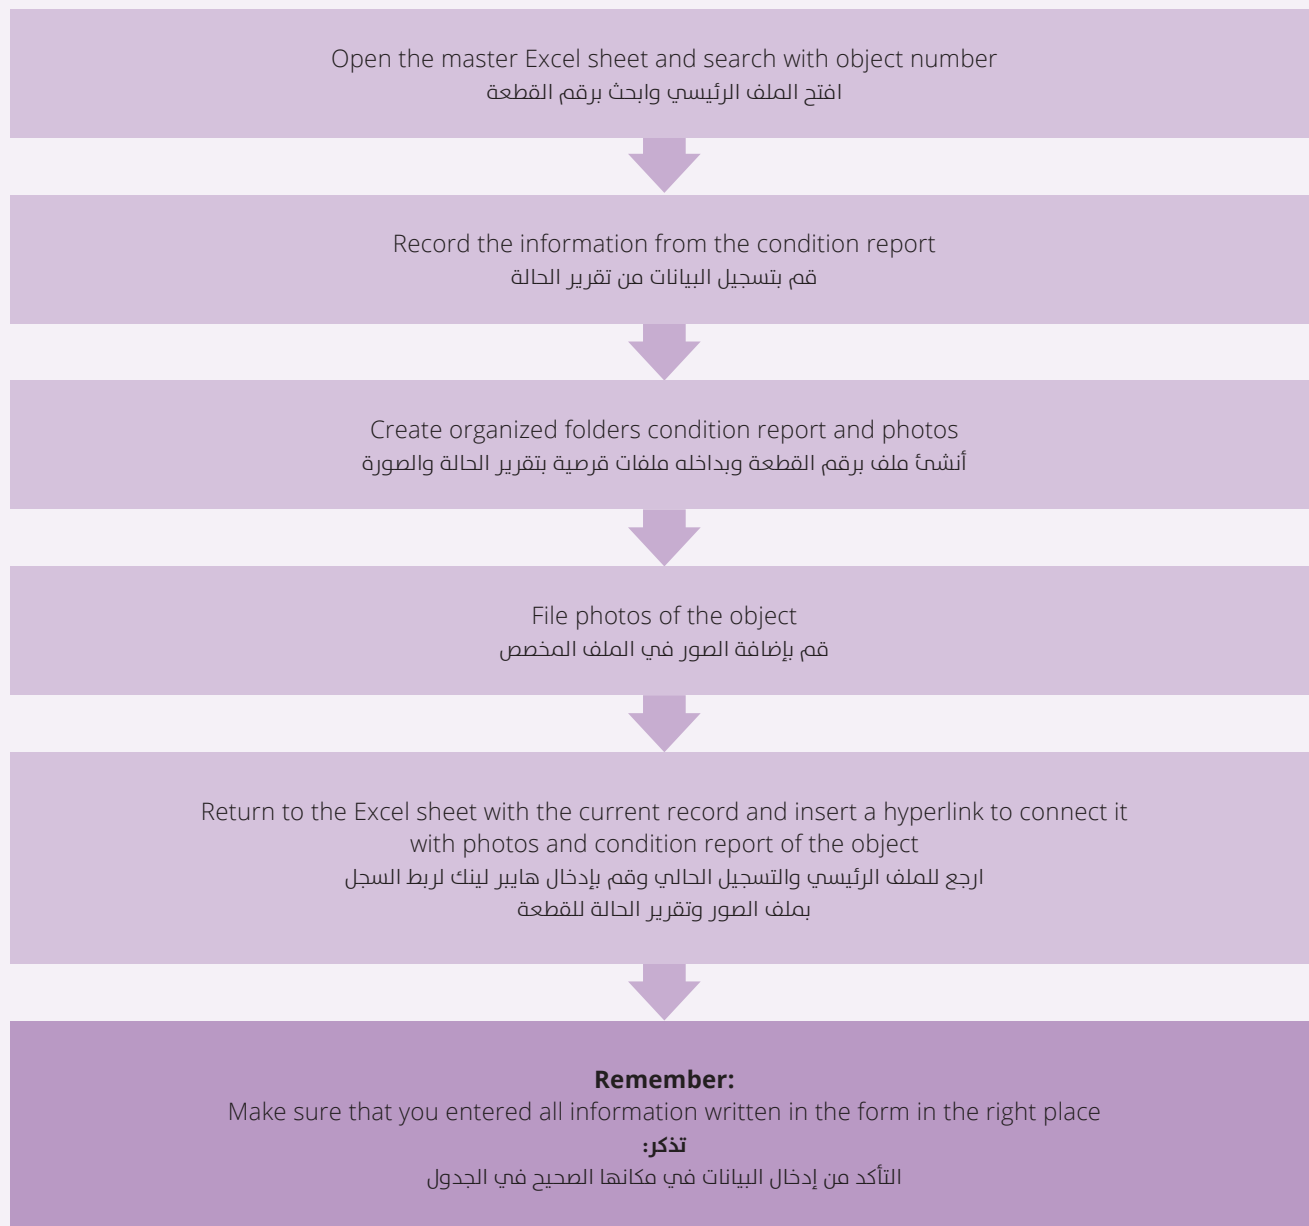 Open the master Excel sheet and search with object number
افتح الملف الرئيسي وابحث برقم القطعة
Record the information from the condition report
قم بتسجيل البيانات من تقرير الحالة
Create organized folders condition report and photos
أنشئ ملف برقم القطعة وبداخله ملفات قرصية بتقرير الحالة والصورة
File photos of the object
قم بإضافة الصور في الملف المخصص
Return to the Excel sheet with the current record and insert a hyperlink to connect it
with photos and condition report of the object
ارجع للملف الرئيسي والتسجيل الحالي وقم بإدخال هايبر لينك لربط السجل
بملف الصور وتقرير الحالة للقطعة
Remember:
Make sure that you entered all information written in the form in the right place
تذكر:
التأكد من إدخال البيانات في مكانها الصحيح في الجدول